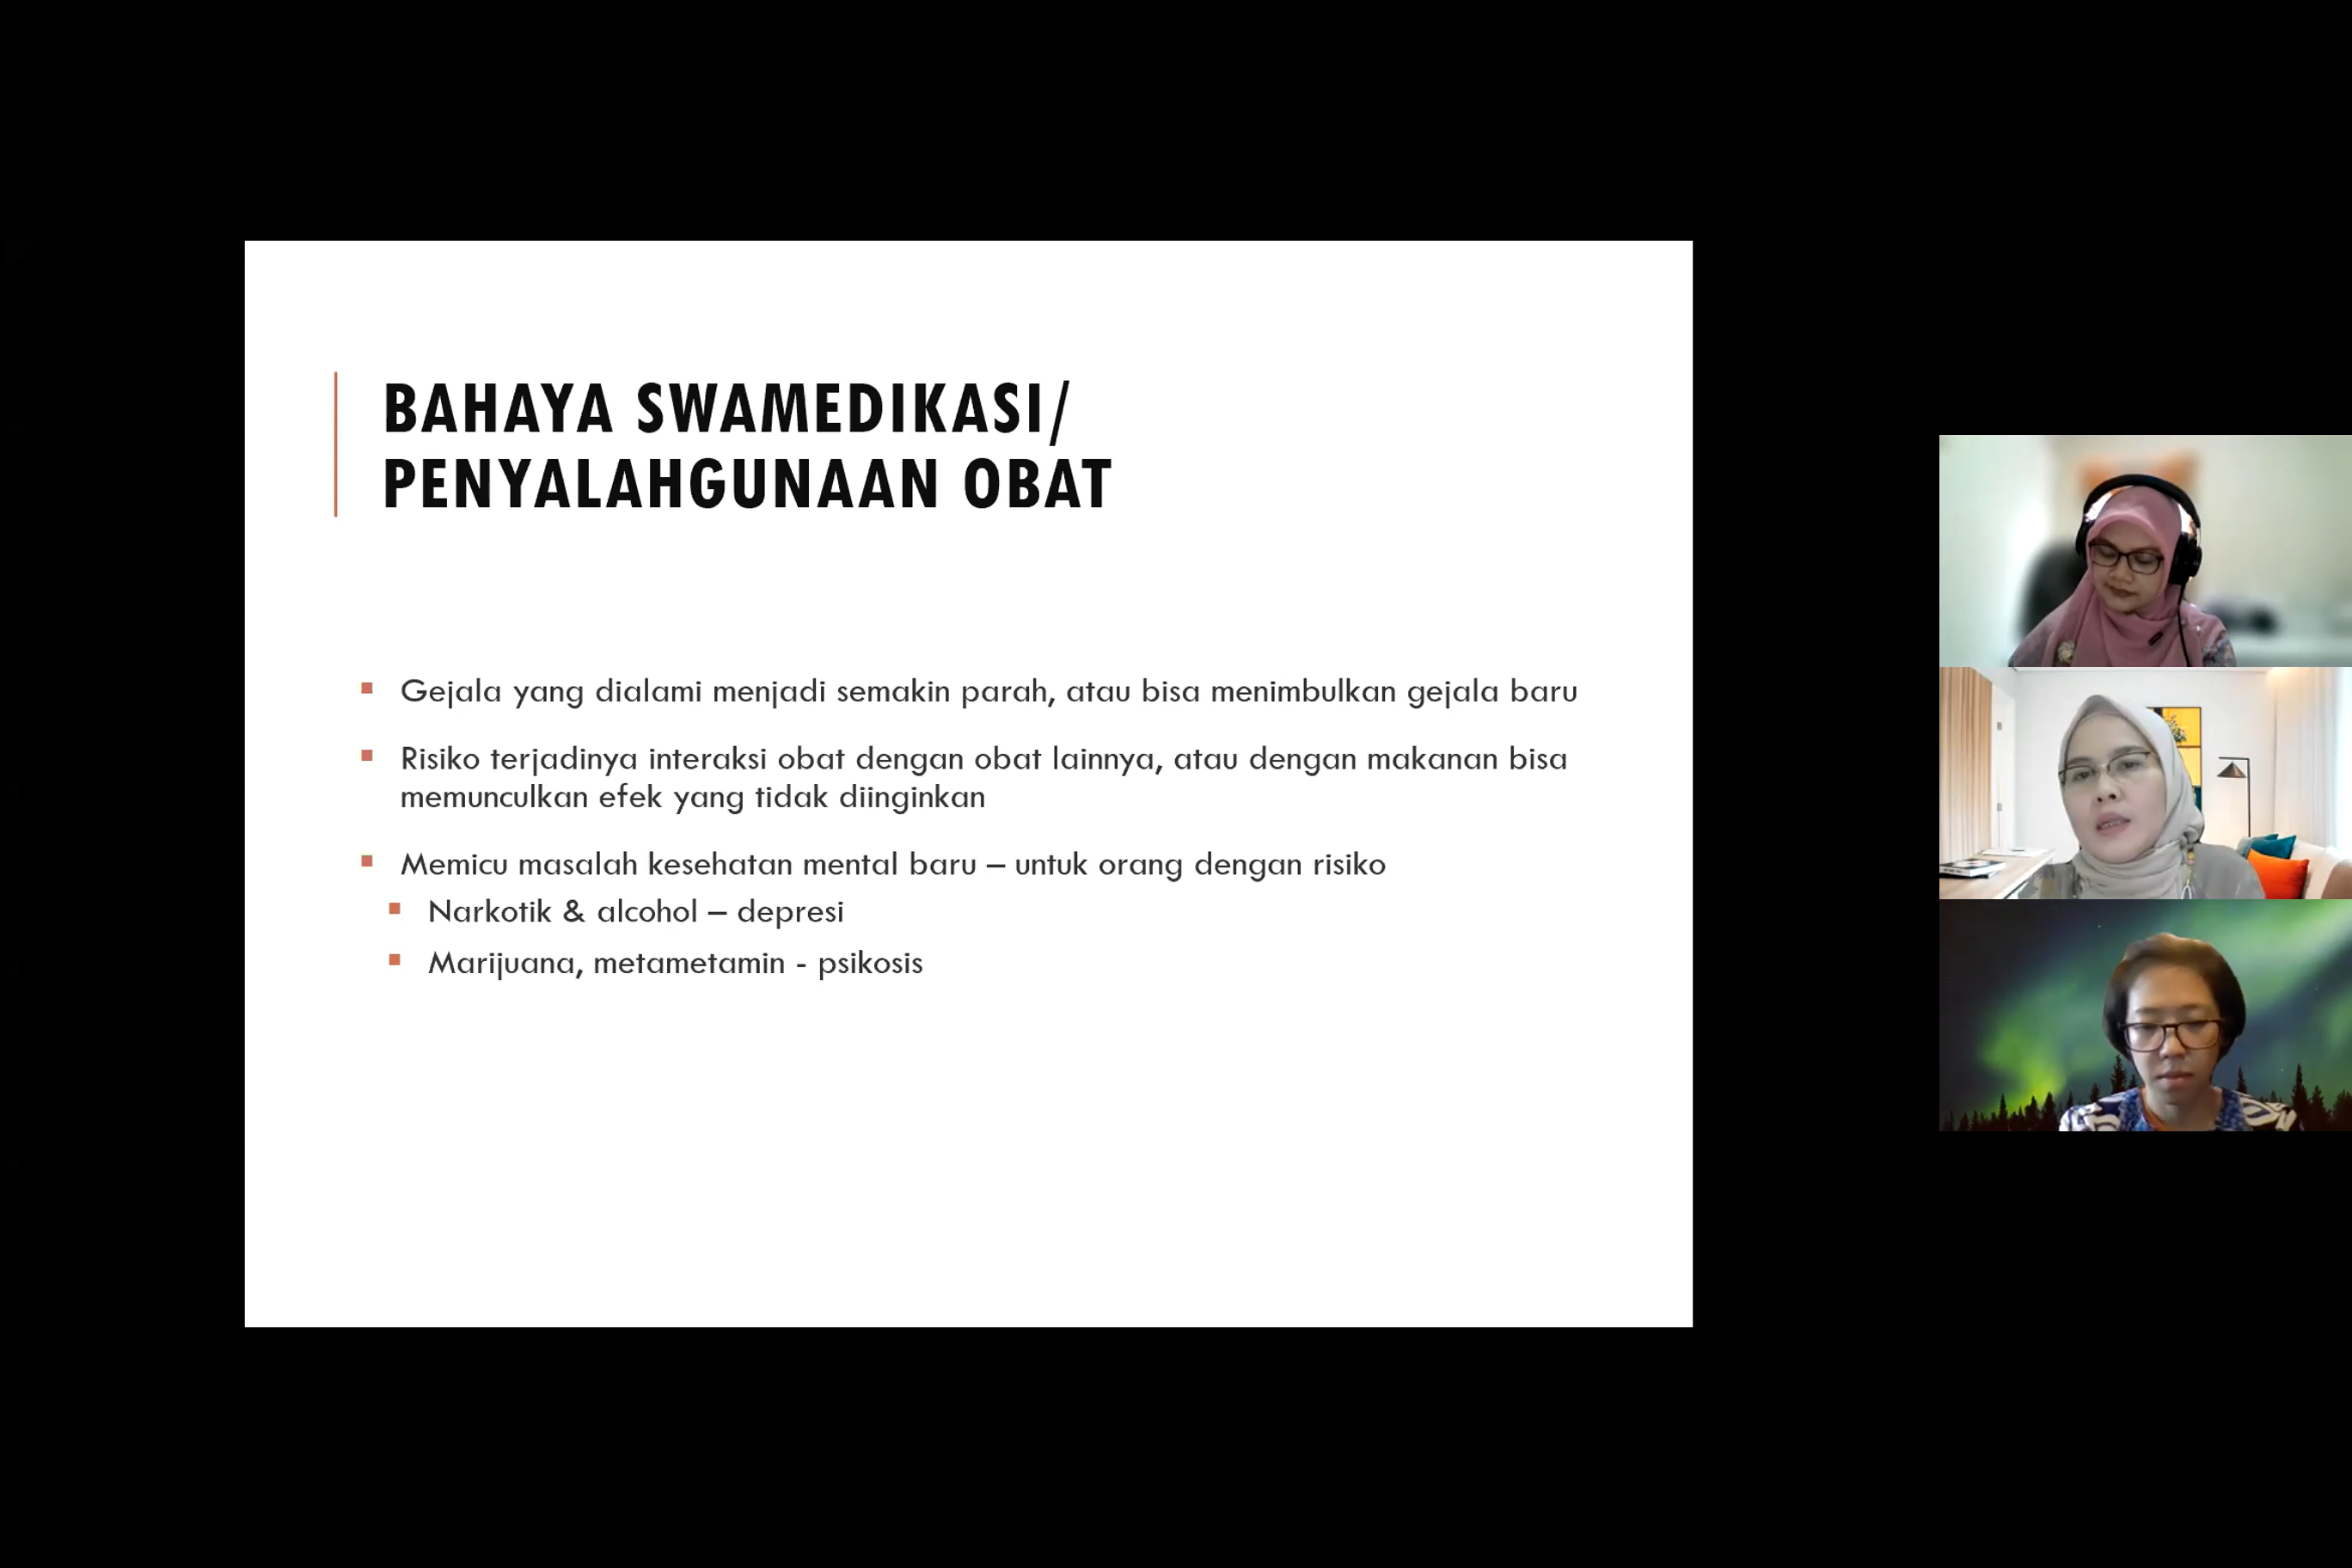 BAHAYA SWAMEDIKASI/
PENYALAHGUNAAN OBAT
▪ Gejala yang dialami menjadi semakin parah, atau bisa menimbulkan gejala baru
▪ Risiko terjadinya interaksi obat dengan obat lainnya, atau dengan makanan bisa
memunculkan efek yang tidak diinginkan
▪ Memicu masalah kesehatan mental baru – untuk orang dengan risiko
▪ Narkotik & alcohol – depresi
▪ Marijuana, metametamin - psikosis